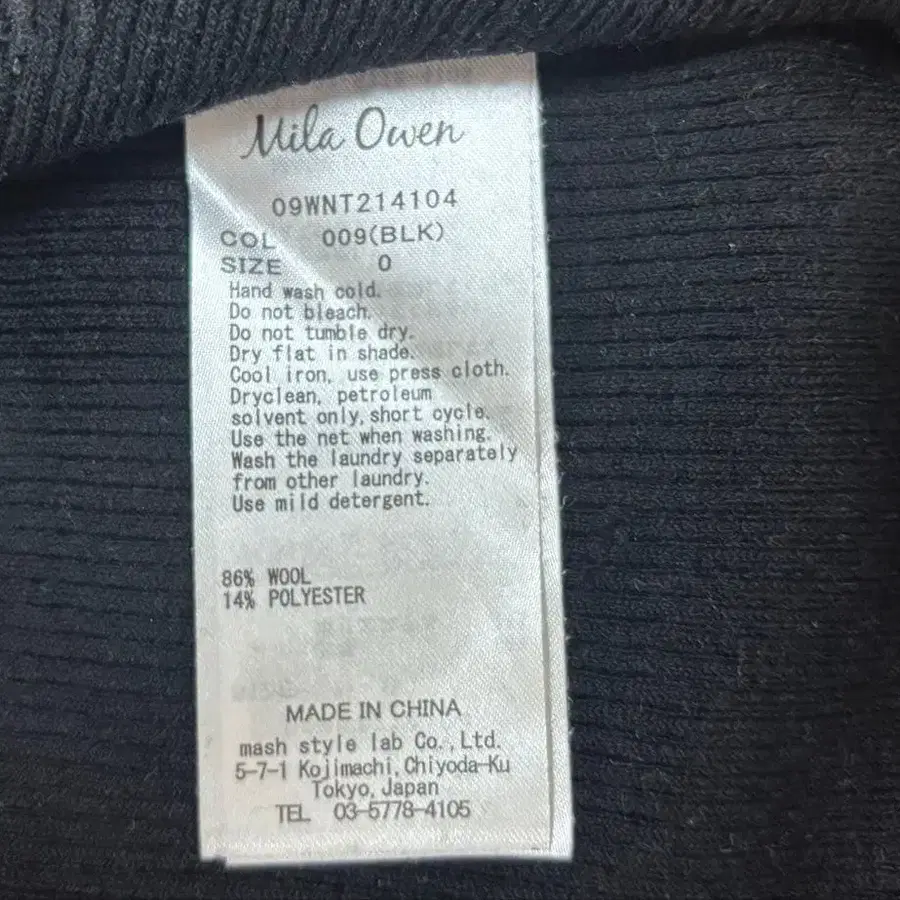 Mila Owen
09WNT214104
COL 009(BLK)
SIZE 0
Hand wash cold.
Do not bleach.
Do not tumble dry.
Dry flat in shade.
Cool iron, use press cloth.
Dryclean, petroleum
solvent only, short cycle.
Use the net when washing.
Wash the laundry separately
from other laundry.
Use mild detergent.
86% WOOL
14% POLYESTER
MADE IN CHINA
mash style lab Co.,Ltd.
5-7-1 Kojimachi, Chiyoda-Ku
Tokyo, Japan
TEL 03-5778-4105